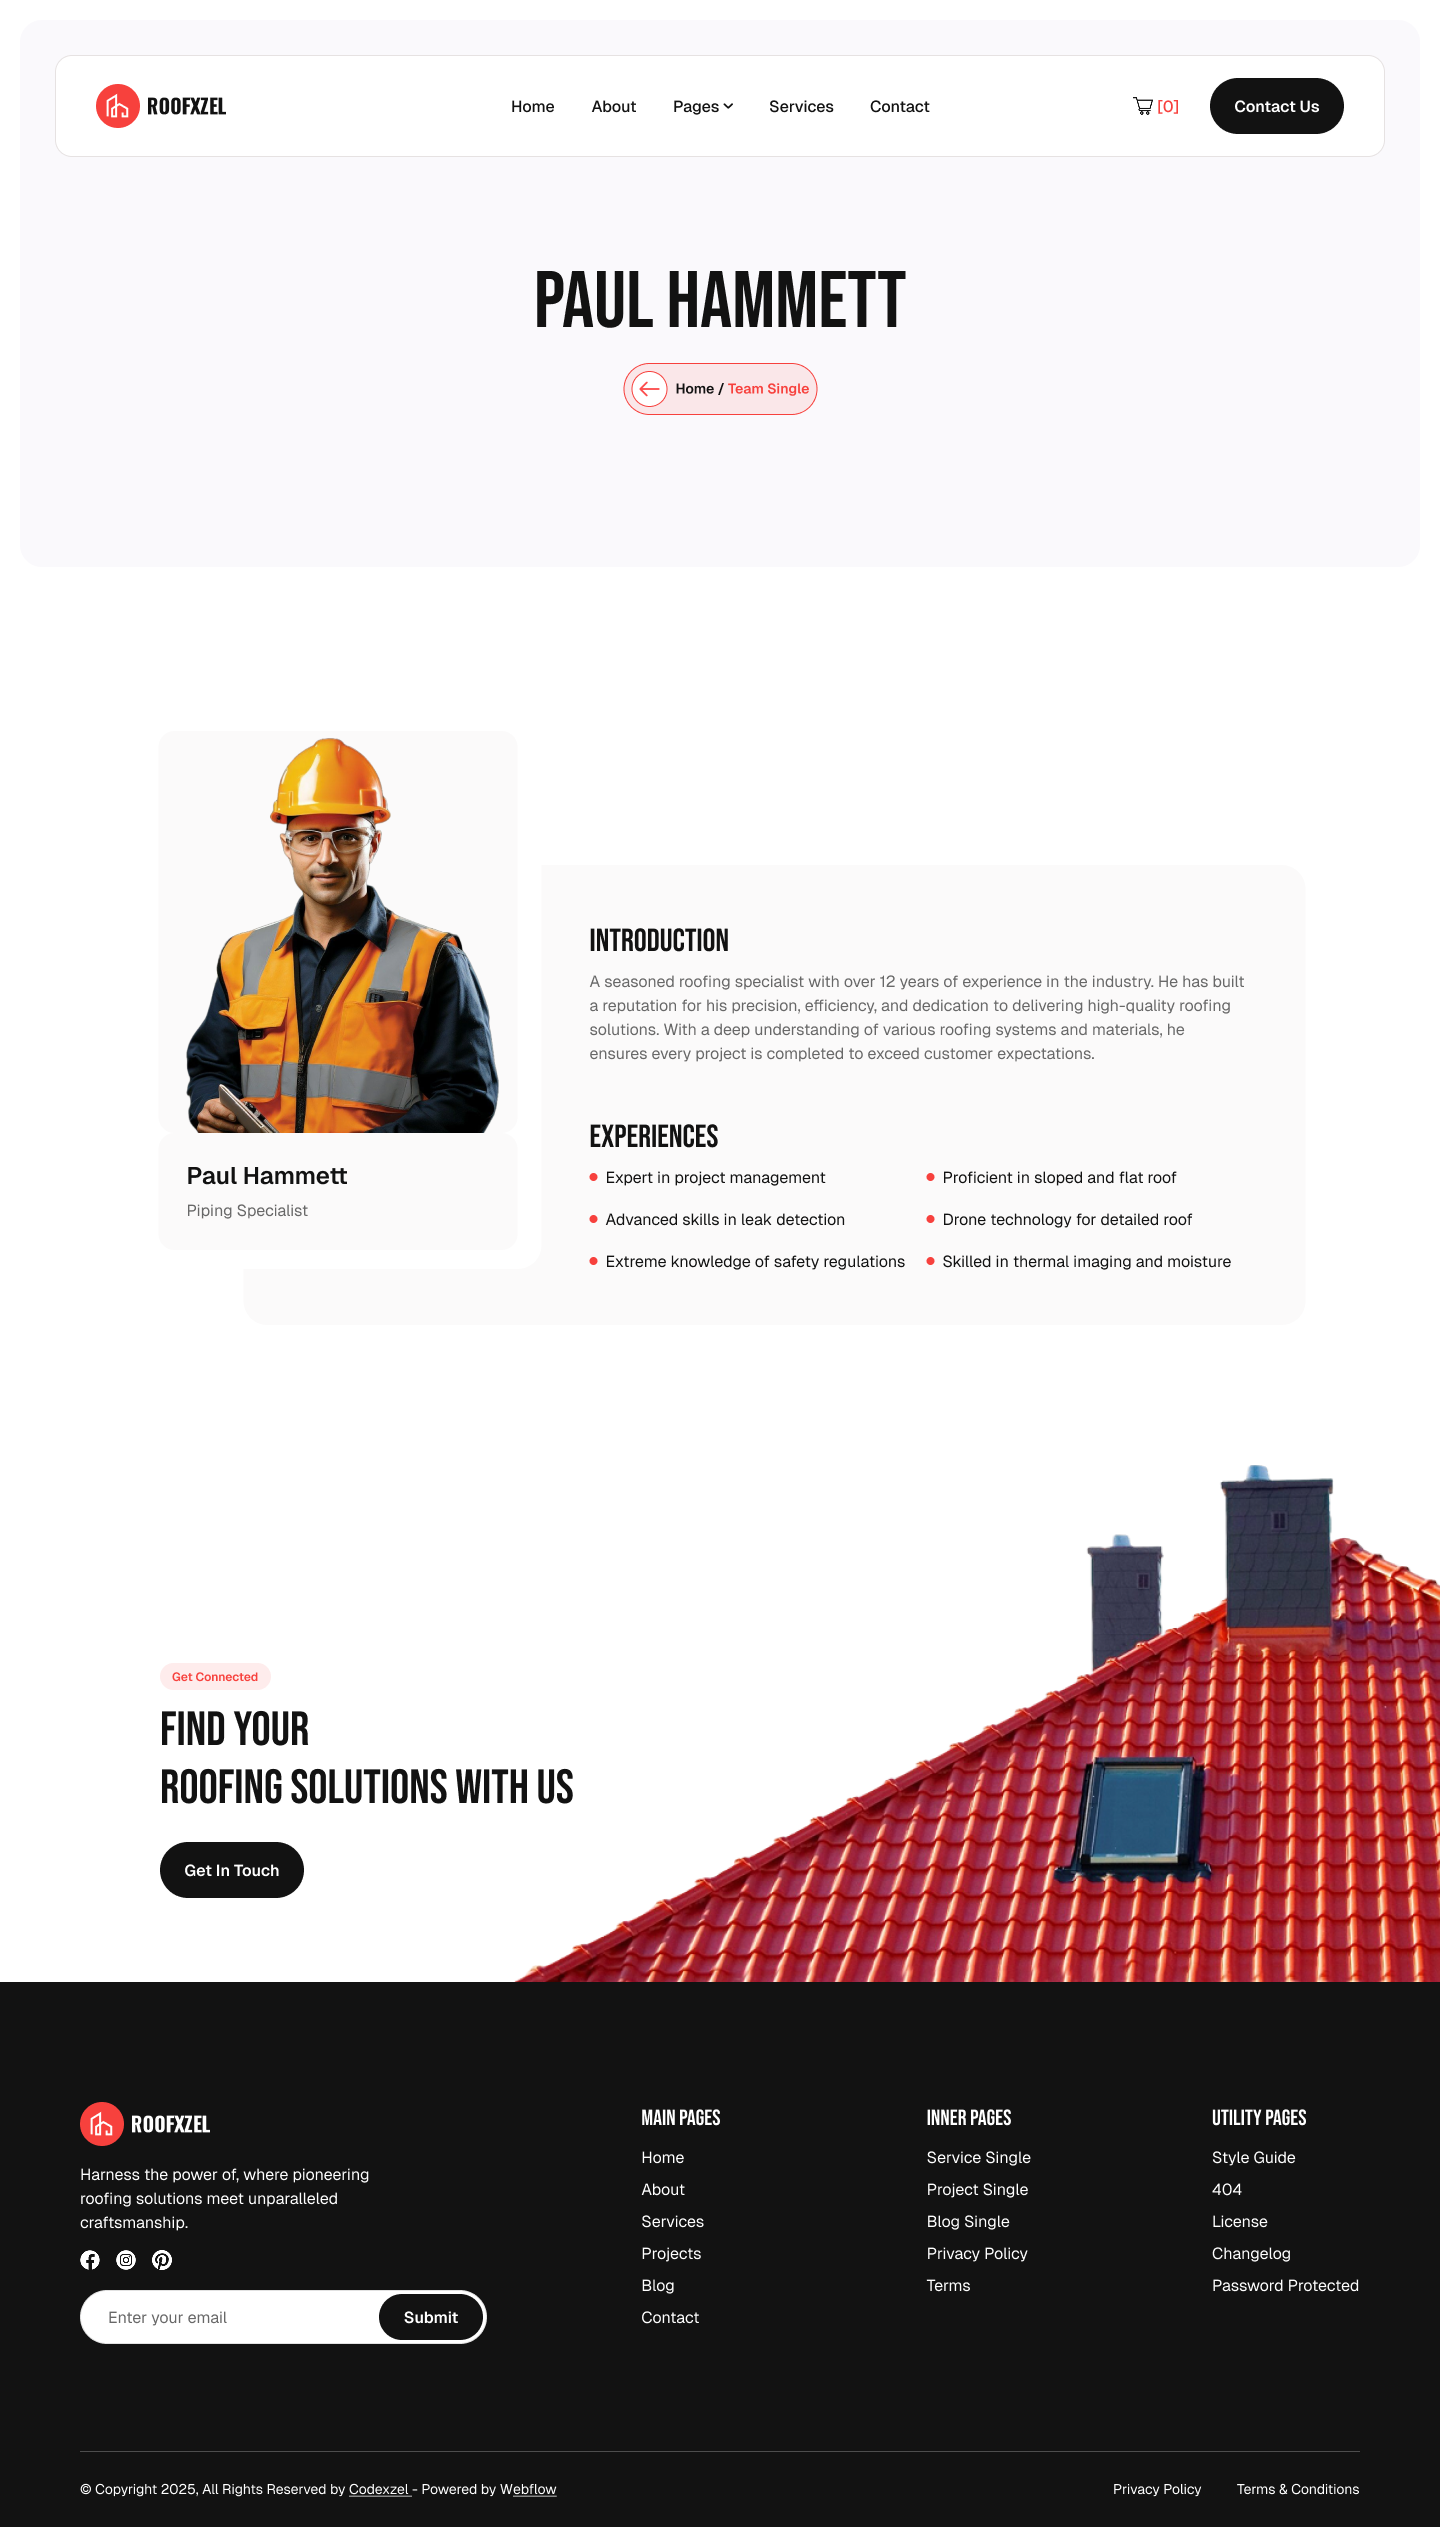 ROOFXZEL
Home
About
Pages
Services
Contact
[0]
Contact Us
PAUL HAMMETT
Home / Team Single
INTRODUCTION
A seasoned roofing specialist with over 12 years of experience in the industry. He has built
a reputation for his precision, efficiency, and dedication to delivering high-quality roofing
solutions. With a deep understanding of various roofing systems and materials, he
ensures every project is completed to exceed customer expectations.
EXPERIENCES
Expert in project management
Proficient in sloped and flat roof
Advanced skills in leak detection
Drone technology for detailed roof
Extreme knowledge of safety regulations
Skilled in thermal imaging and moisture
Paul Hammett
Piping Specialist
Get Connected
FIND YOUR
ROOFING SOLUTIONS WITH US
Get In Touch
ROOFXZEL
Harness the power of, where pioneering
roofing solutions meet unparalleled
craftsmanship.
Enter your email
Submit
MAIN PAGES
Home
About
Services
Projects
Blog
Contact
INNER PAGES
Service Single
Project Single
Blog Single
Privacy Policy
Terms
UTILITY PAGES
Style Guide
404
License
Changelog
Password Protected
© Copyright 2025, All Rights Reserved by Codexzel - Powered by Webflow
Privacy Policy
Terms & Conditions